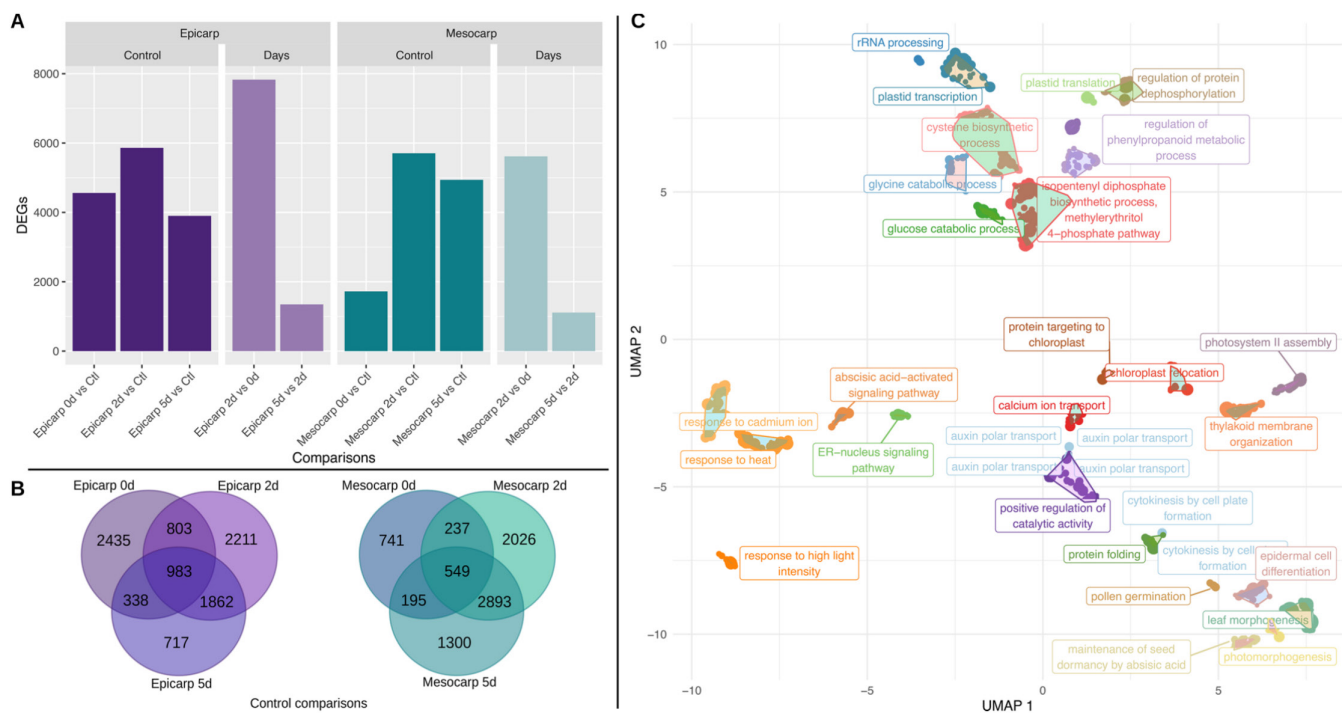 A
Epicarp
Mesocarp
Control
Days
Control
Days
8000
6000
4000
2000
0
DEGs
Epicarp 0d vs Ctl
Epicarp 2d vs Ctl
Epicarp 5d vs Ctl
Epicarp 2d vs 0d
Epicarp 5d vs 2d
Mesocarp 0d vs Ctl
Mesocarp 2d vs Ctl
Mesocarp 5d vs Ctl
Mesocarp 2d vs 0d
Mesocarp 5d vs 2d
Comparisons
B
Epicarp 0d
Epicarp 2d
2435
803
2211
983
338
1862
717
Epicarp 5d
Mesocarp 0d
Mesocarp 2d
741
237
2026
549
195
2893
1300
Mesocarp 5d
Control comparisons
C
10
5
0
−5
−10
UMAP 2
rRNA processing
plastid transcription
plastid translation
regulation of protein
dephosphorylation
cysteine biosynthetic
process
regulation of
phenylpropanoid metabolic
process
glycine catabolic process
isopentenyl diphosphate
biosynthetic process,
methylerythritol
4−phosphate pathway
glucose catabolic process
protein targeting to
chloroplast
photosystem II assembly
chloroplast relocation
abscisic acid−activated
signaling pathway
response to cadmium ion
calcium ion transport
thylakoid membrane
organization
response to heat
ER−nucleus signaling
pathway
auxin polar transport
auxin polar transport
auxin polar transport
auxin polar transport
positive regulation of
catalytic activity
cytokinesis by cell plate
formation
response to high light
intensity
protein folding
cytokinesis by cell
formation
epidermal cell
differentiation
pollen germination
leaf morphogenesis
maintenance of seed
dormancy by absisic acid
photomorphogenesis
−10
−5
0
5
UMAP 1